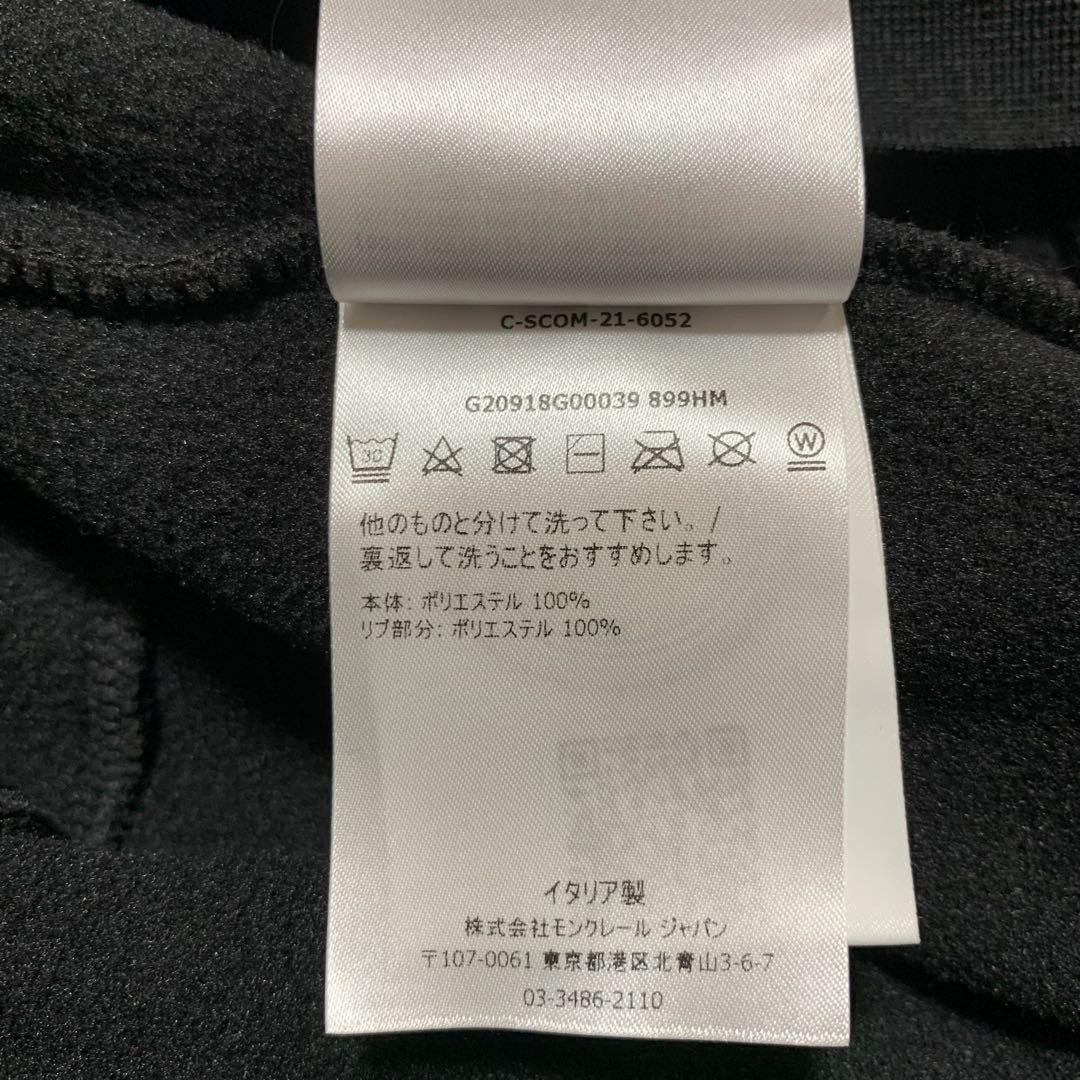 C-SCOM-21-6052
G20918G00039 899HM
30
W
他のものと分けて洗って下さい。/
裏返して洗うことをおすすめします。
本体: ポリエステル 100%
リブ部分: ポリエステル 100%
イタリア製
株式会社モンクレール ジャパン
〒107-0061 東京都港区北青山3-6-7
03-3486-2110